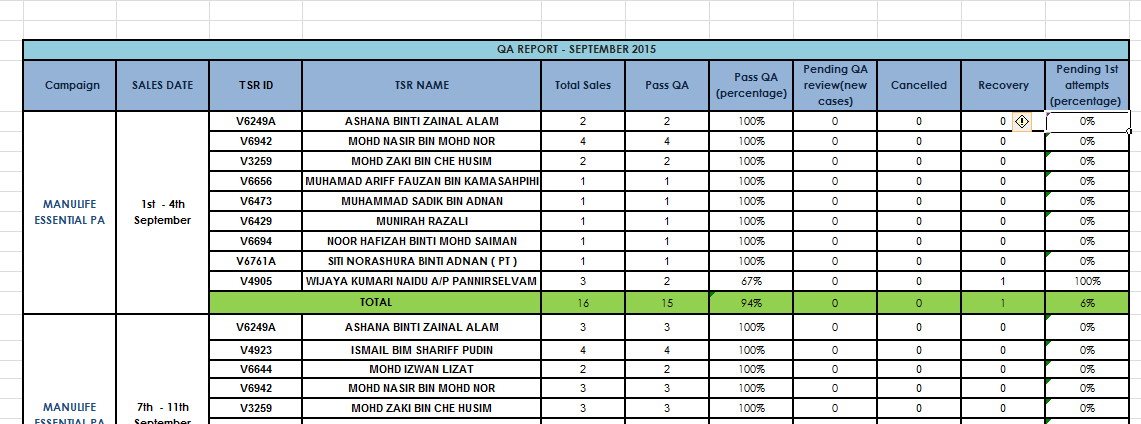 QA REPORT - SEPTEMBER 2015
Campaign SALES DATE TSR ID TSR NAME Total Sales Pass QA Pass QA (percentage) Pending QA review(new cases) Cancelled Recovery Pending 1st attempts (percentage)
MANULIFE ESSENTIAL PA 1st - 4th September
V6249A ASHANA BINTI ZAINAL ALAM 2 2 100% 0 0 0 0%
V6942 MOHD NASIR BIN MOHD NOR 4 4 100% 0 0 0 0%
V3259 MOHD ZAKI BIN CHE HUSIM 2 2 100% 0 0 0 0%
V6656 MUHAMAD ARIFF FAUZAN BIN KAMASAHPIHI 1 1 100% 0 0 0 0%
V6473 MUHAMMAD SADIK BIN ADNAN 1 1 100% 0 0 0 0%
V6429 MUNIRAH RAZALI 1 1 100% 0 0 0 0%
V6694 NOOR HAFIZAH BINTI MOHD SAIMAN 1 1 100% 0 0 0 0%
V6761A SITI NORASHURA BINTI ADNAN ( PT ) 1 1 100% 0 0 0 0%
V4905 WIJAYA KUMARI NAIDU A/P PANNIRSELVAM 3 2 67% 0 0 1 100%
TOTAL 16 15 94% 0 0 1 6%
MANULIFE ESSENTIAL PA 7th - 11th September
V6249A ASHANA BINTI ZAINAL ALAM 3 3 100% 0 0 0 0%
V4923 ISMAIL BIM SHARIFF PUDIN 4 4 100% 0 0 0 0%
V6644 MOHD IZWAN LIZAT 2 2 100% 0 0 0 0%
V6942 MOHD NASIR BIN MOHD NOR 3 3 100% 0 0 0 0%
V3259 MOHD ZAKI BIN CHE HUSIM 3 3 100% 0 0 0 0%